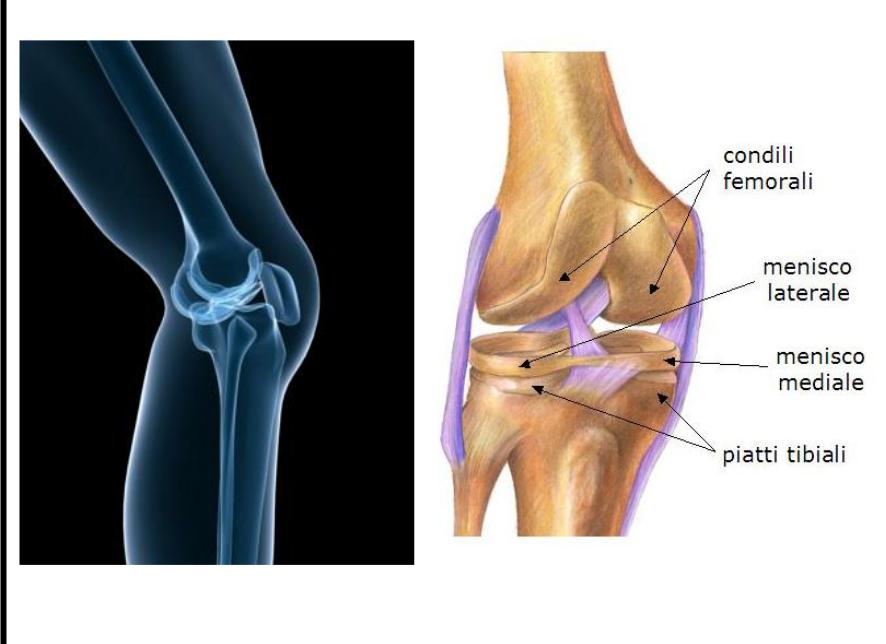 condili
femorali
menisco
laterale
menisco
mediale
piatti tibiali